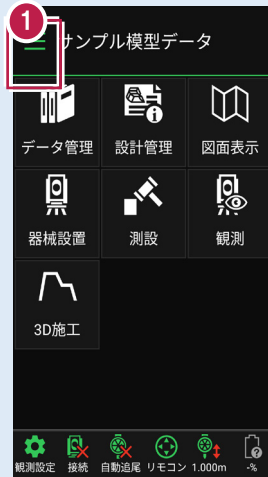 1
サンプル模型データ
データ管理 設計管理 図面表示
器械設置 測設 観測
3D施工
観測設定 接続 自動追尾 リモコン 1.000m -%